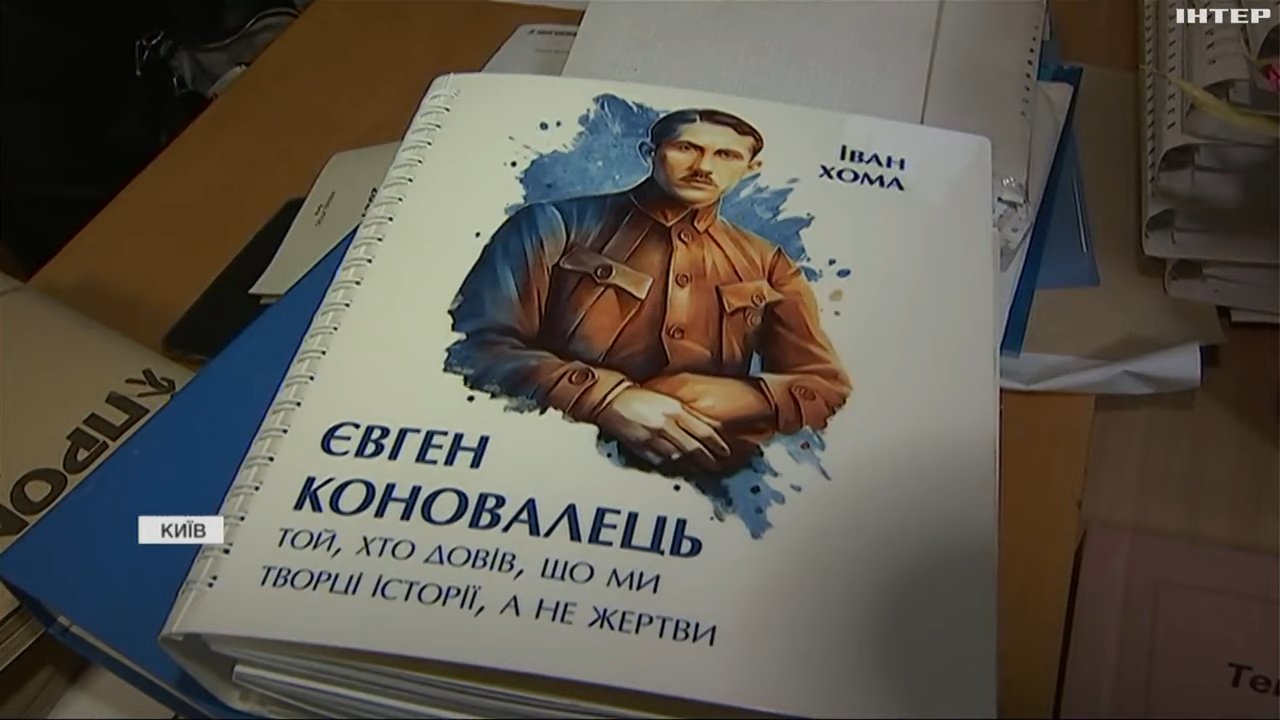 ІНТЕР
Іван
хома
ЄВГЕН
КОНОВАЛЕЦЬ
ТОЙ, ХТО ДОВІВ, ЩО МИ
ТВОРЦІ ІСТОРІЇ, А НЕ ЖЕРТВИ
КИЇВ